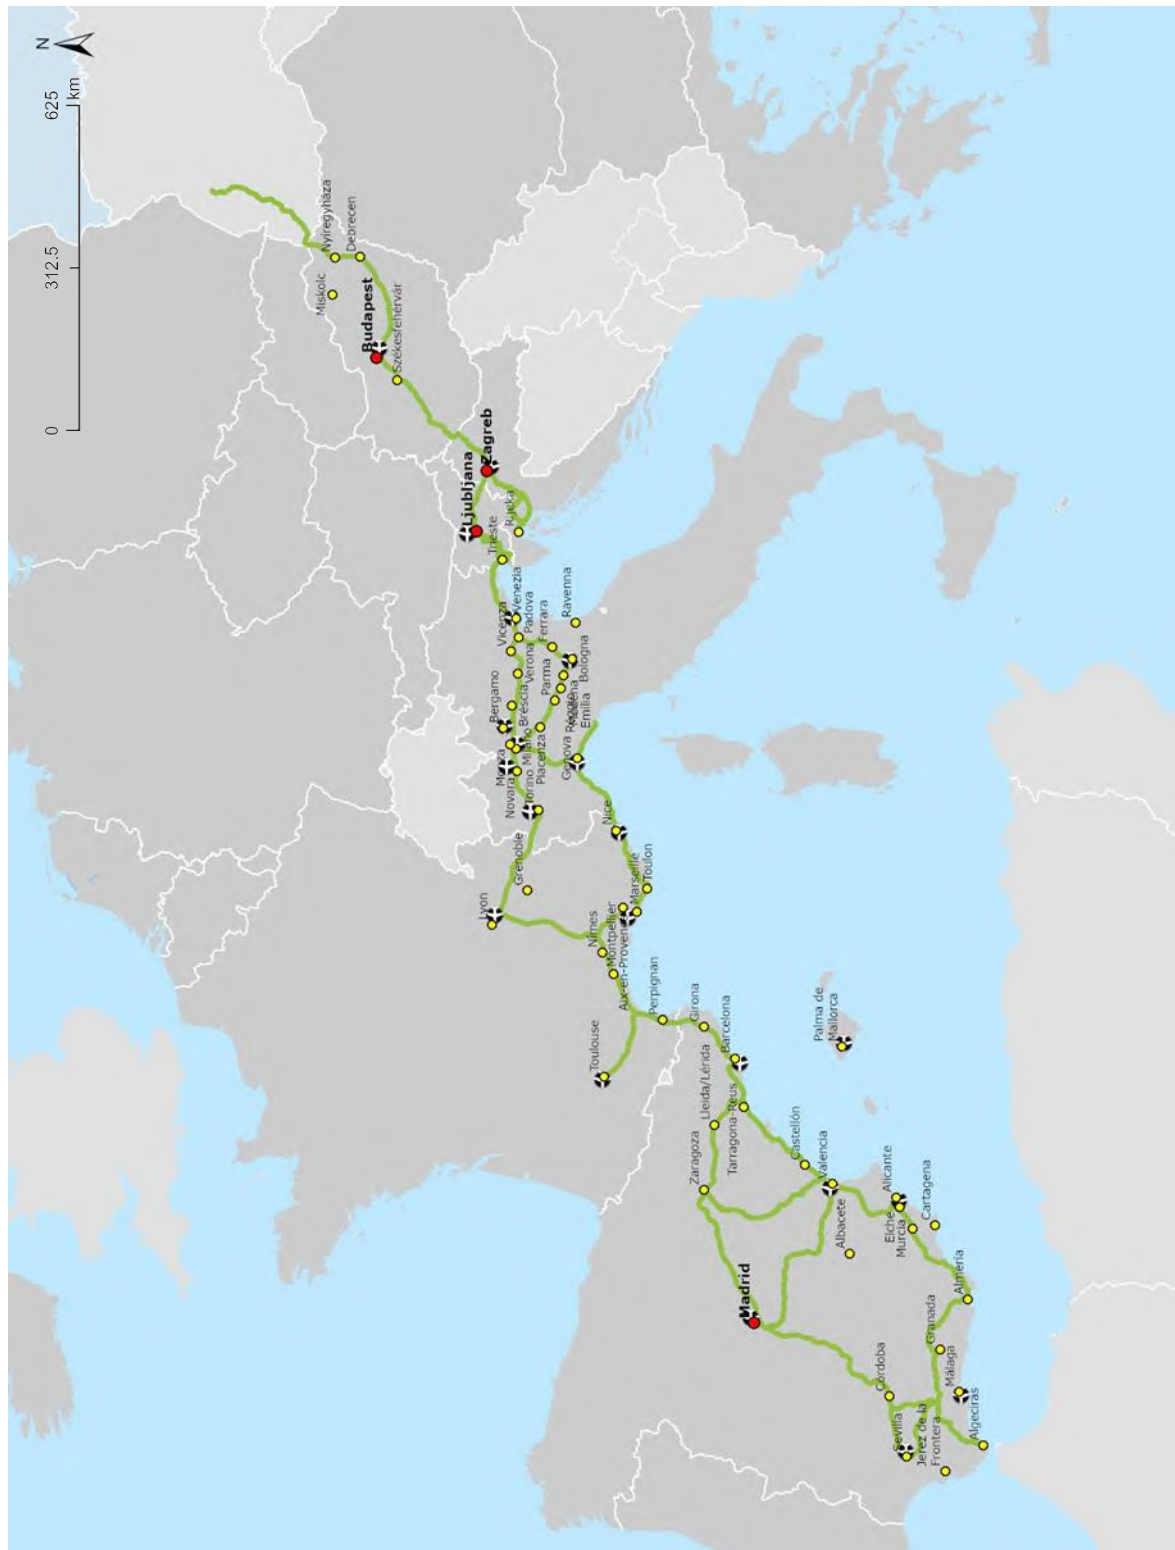 0
312.5
625
km
N
Miskolc
Nyíregyháza
Debrecen
Budapest
Székesfehérvár
Ljubljana
Lyon
Zagreb
Trieste
Bergamo
Vicenza
Monza
Rijeka
Novara
Venezia
Grenoble
Bréscia
Milano
Torino
Padova
Verona
Piacenza
Ferrara
Parma
Genova
Ravenna
Réggio
Emilia
Modena
Bologna
Nîmes
Toulouse
Nice
Montpellier
Aix-en-Provence
Marseille
Toulon
Perpignan
Girona
Zaragoza
Lleida/Lérida
Barcelona
Tarragona-Reus
Madrid
Castellón
Palma de
Mallorca
Valencia
Albacete
Córdoba
Alicante
Elche
Sevilla
Murcia
Jerez de la
Frontera
Cartagena
Granada
Málaga
Almería
Algeciras